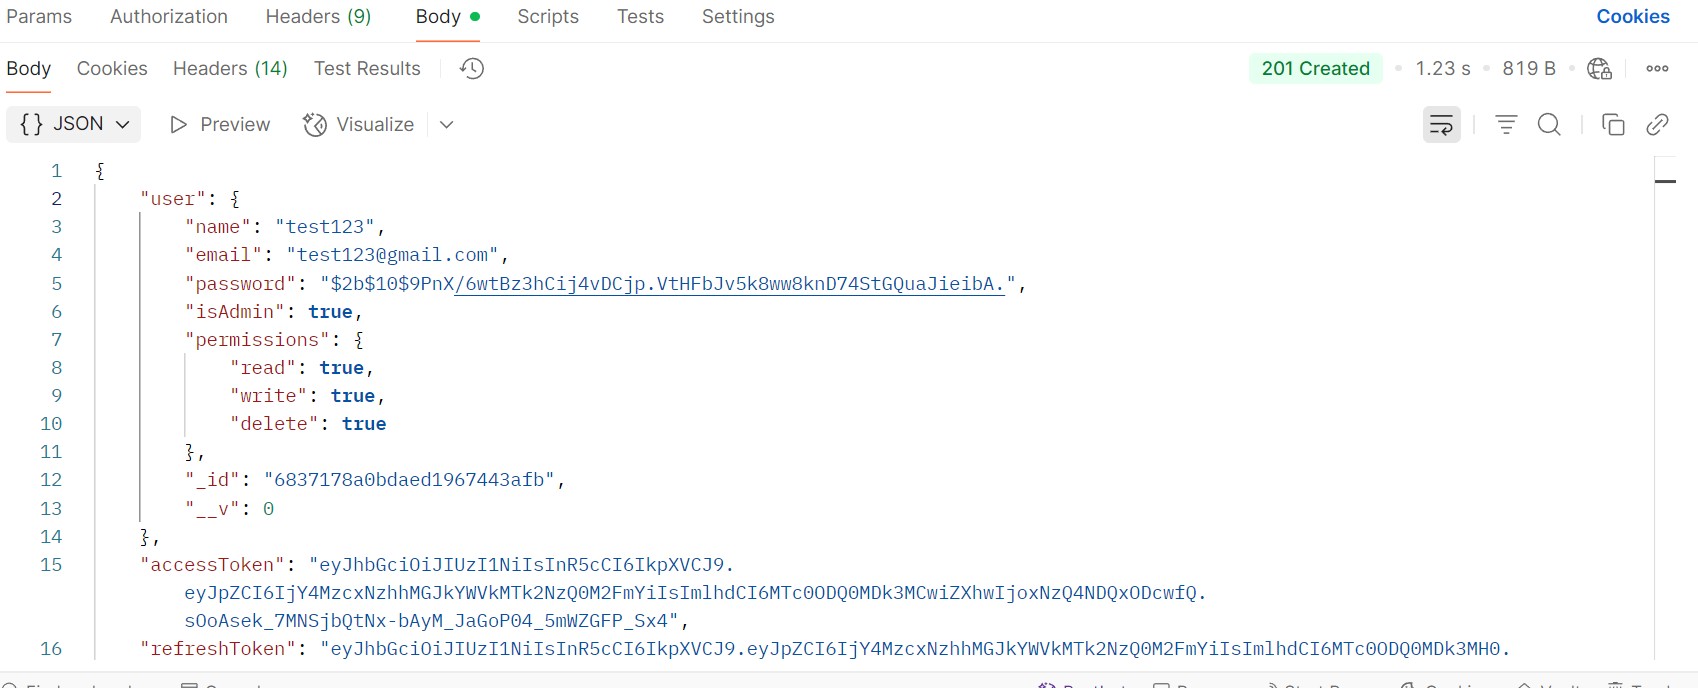 Params Authorization Headers (9) Body Scripts Tests Settings Cookies
Body Cookies Headers (14) Test Results 201 Created 1.23 s 819 B
{} JSON Preview Visualize
1 {
2 "user": {
3 "name": "test123",
4 "email": "test123@gmail.com",
5 "password": "$2b$10$9PnX/6wtBz3hCij4vDCjp.VtHFbJv5k8ww8knD74StGQuaJieibA.",
6 "isAdmin": true,
7 "permissions": {
8 "read": true,
9 "write": true,
10 "delete": true
11 },
12 "_id": "6837178a0bdaed1967443afb",
13 "__v": 0
14 },
15 "accessToken": "eyJhbGciOiJIUzI1NiIsInR5cCI6IkpXVCJ9.
eyJpZCI6IjY4MzcxNzhhMGJkYWVkMTk2NzQ0M2FmYiIsImlhdCI6MTc0ODQ0MDk3MCwiZXhwIjoxNzQ4NDQxODcwfQ.
sOoAsek_7MNSjbQtNx-bAyM_JaGoP04_5mWZGFP_Sx4",
16 "refreshToken": "eyJhbGciOiJIUzI1NiIsInR5cCI6IkpXVCJ9.eyJpZCI6IjY4MzcxNzhhMGJkYWVkMTk2NzQ0M2FmYiIsImlhdCI6MTc0ODQ0MDk3MH0.